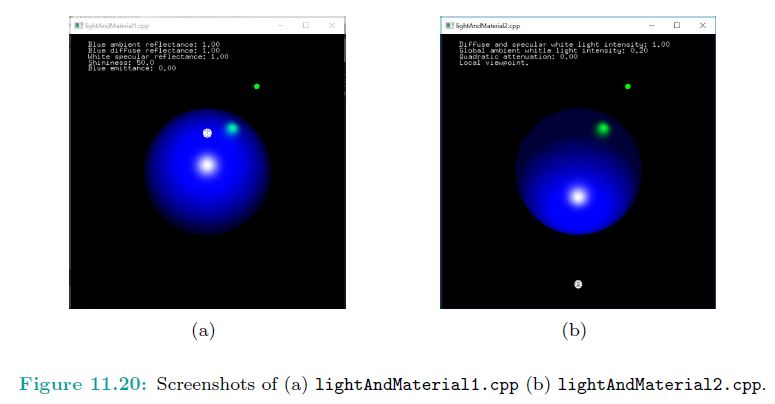 lightAndMaterial1.cpp
Blue ambient reflectance: 1.00
Blue diffuse reflectance: 1.00
White specular reflectance: 1.00
Shininess: 50.0
Blue emittance: 0.00
lightAndMaterial2.cpp
Diffuse and specular white light intensity: 1.00
Global ambient whitle light intensity: 0.20
Quadratic attenuation: 0.00
Local viewpoint.
(a)
(b)
Figure 11.20: Screenshots of (a) lightAndMaterial1.cpp (b) lightAndMaterial2.cpp.